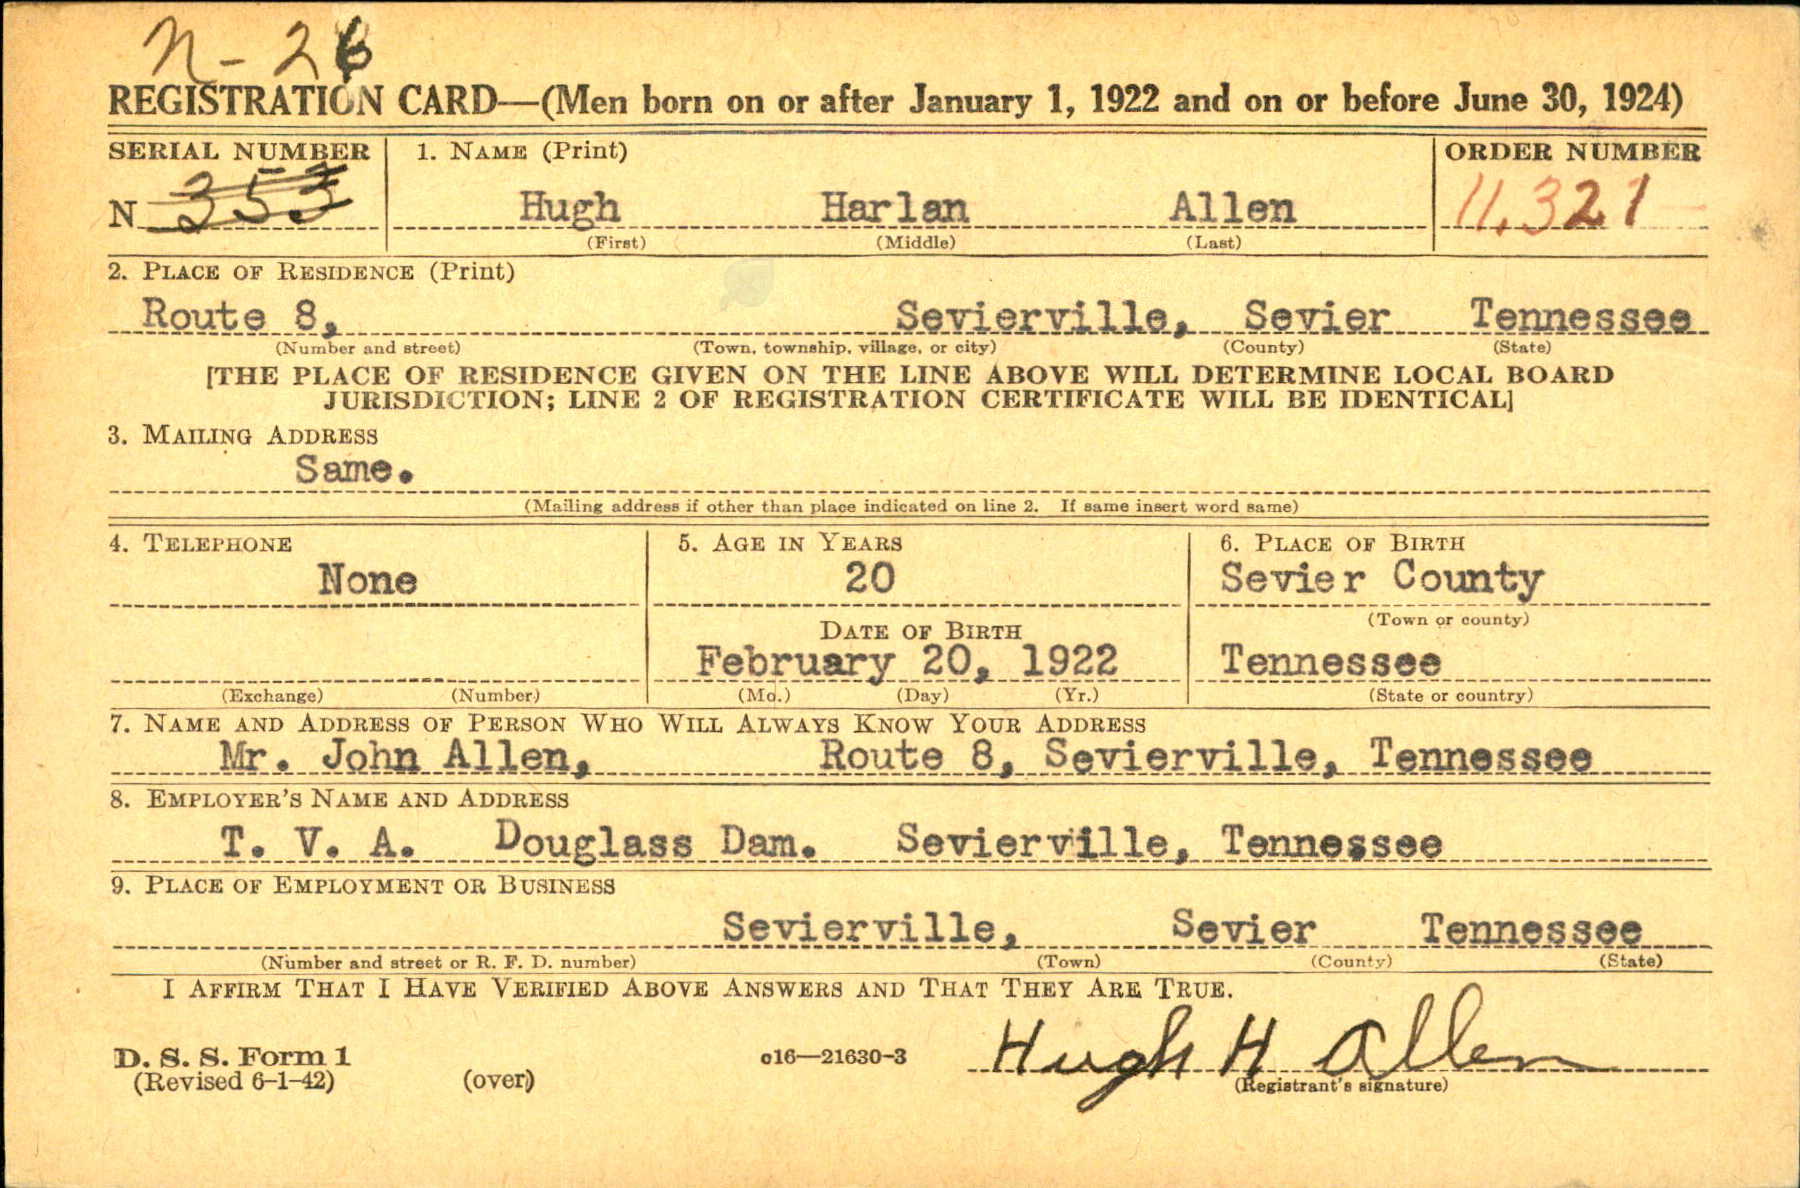 N-26
REGISTRATION CARD—(Men born on or after January 1, 1922 and on or before June 30, 1924)
SERIAL NUMBER 1. NAME (Print) ORDER NUMBER
N 353 Hugh Harlan Allen 11,321
(First) (Middle) (Last)
2. PLACE OF RESIDENCE (Print)
Route 8, Sevierville, Sevier Tennessee
(Number and street) (Town, township, village, or city) (County) (State)
[THE PLACE OF RESIDENCE GIVEN ON THE LINE ABOVE WILL DETERMINE LOCAL BOARD
JURISDICTION; LINE 2 OF REGISTRATION CERTIFICATE WILL BE IDENTICAL]
3. MAILING ADDRESS
Same.
(Mailing address if other than place indicated on line 2. If same insert word same)
4. TELEPHONE 5. AGE IN YEARS 6. PLACE OF BIRTH
None 20 Sevier County
(Town or county)
DATE OF BIRTH
February 20, 1922 Tennessee
(Exchange) (Number) (Mo.) (Day) (Yr.) (State or country)
7. NAME AND ADDRESS OF PERSON WHO WILL ALWAYS KNOW YOUR ADDRESS
Mr. John Allen, Route 8, Sevierville, Tennessee
8. EMPLOYER'S NAME AND ADDRESS
T. V. A. Douglass Dam. Sevierville, Tennessee
9. PLACE OF EMPLOYMENT OR BUSINESS
Sevierville, Sevier Tennessee
(Number and street or R. F. D. number) (Town) (County) (State)
I AFFIRM THAT I HAVE VERIFIED ABOVE ANSWERS AND THAT THEY ARE TRUE.
D. S. S. Form 1 c16—21630-3 Hugh H Allen
(Revised 6-1-42) (over) (Registrant's signature)